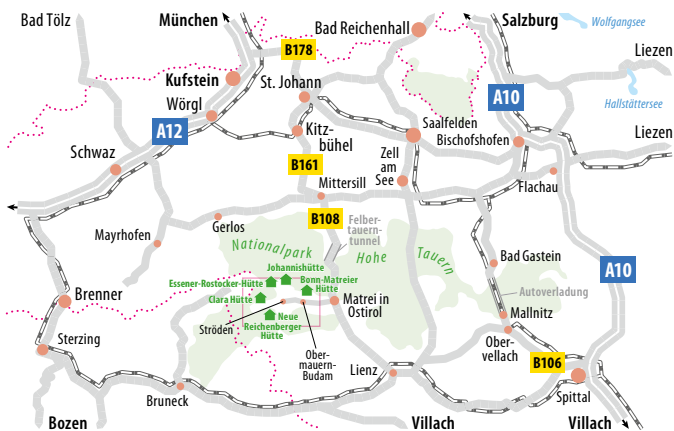 Bad Tölz
München
Bad Reichenhall
Salzburg
Wolfgangsee
B178
Liezen
Kufstein
St. Johann
A10
Hallstättersee
Wörgl
A12
Kitz-
bühel
Saalfelden
Bischofshofen
Liezen
Schwaz
B161
Zell
am
See
Mittersill
Flachau
Gerlos
B108
Felber-
tauern-
tunnel
Mayrhofen
Nationalpark
Hohe
Tauern
Bad Gastein
A10
Johannishütte
Essener-Rostocker-Hütte
Bonn-Matreier
Hütte
Clara Hütte
Autoverladung
Brenner
Matrei in
Ostirol
Mallnitz
Ströden
Neue
Reichenberger
Hütte
Ober-
vellach
Sterzing
Ober-
mauern-
Budam
Lienz
B106
Bruneck
Spittal
Bozen
Villach
Villach